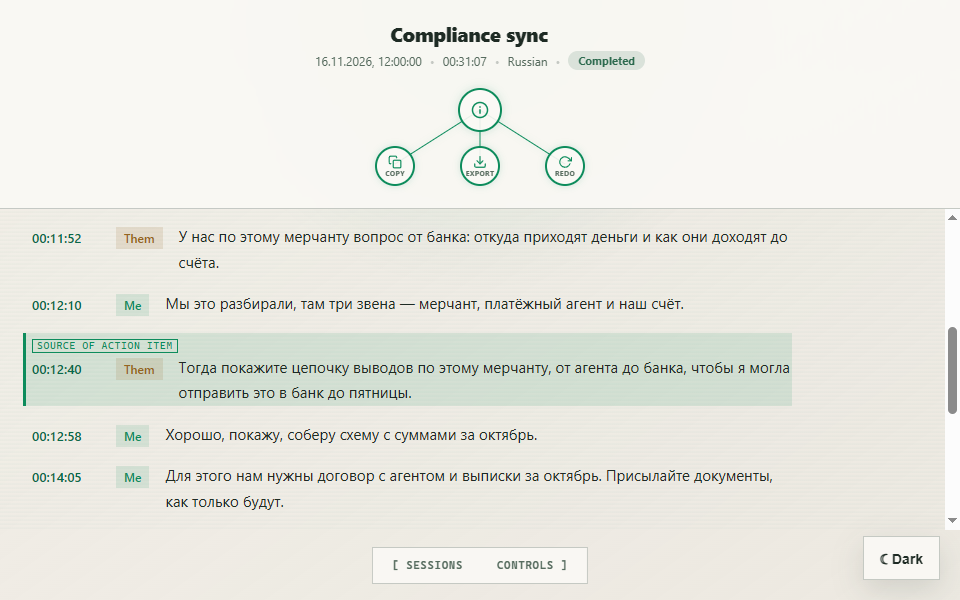 Compliance sync
16.11.2026, 12:00:00 • 00:31:07 • Russian • Completed
COPY
EXPORT
REDO
00:11:52 Them У нас по этому мерчанту вопрос от банка: откуда приходят деньги и как они доходят до
счёта.
00:12:10 Me Мы это разбирали, там три звена — мерчант, платёжный агент и наш счёт.
SOURCE OF ACTION ITEM
00:12:40 Them Тогда покажите цепочку выводов по этому мерчанту, от агента до банка, чтобы я могла
отправить это в банк до пятницы.
00:12:58 Me Хорошо, покажу, соберу схему с суммами за октябрь.
00:14:05 Me Для этого нам нужны договор с агентом и выписки за октябрь. Присылайте документы,
как только будут.
[ SESSIONS CONTROLS ]
☾ Dark